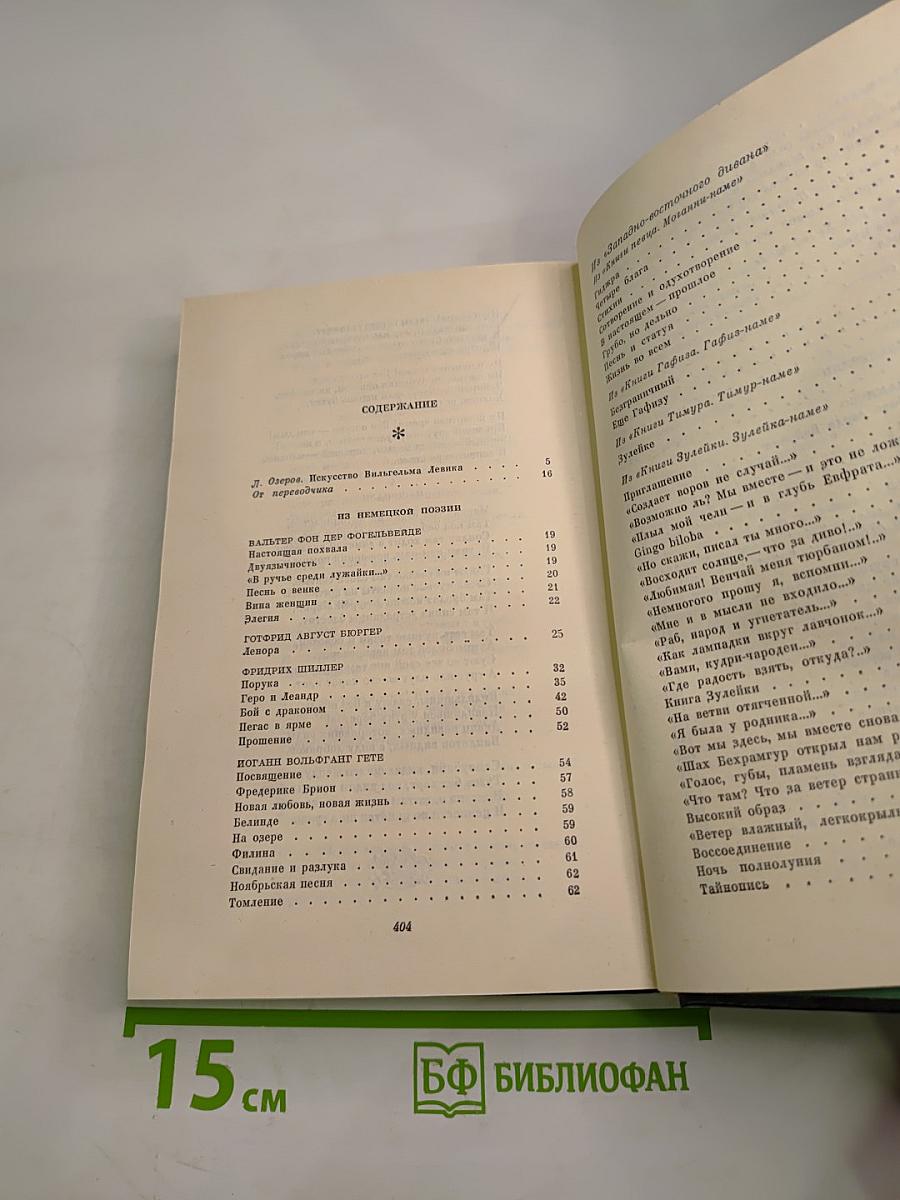 СОДЕРЖАНИЕ
*
Л. Озеров. Искусство Вильгельма Левика . . . . 5
От переводчика . . . . . . . . . . 16
ИЗ НЕМЕЦКОЙ ПОЭЗИИ
ВАЛЬТЕР ФОН ДЕР ФОГЕЛЬВЕЙДЕ
Настоящая похвала . . . . . . . . . 19
Двуязычность . . . . . . . . . . 19
«В ручье среди лужайки...» . . . . . . . 19
Песнь о венке . . . . . . . . . . 20
Вина женщин . . . . . . . . . . 21
Элегия . . . . . . . . . . . . 22
ГОТФРИД АВГУСТ БЮРГЕР
Ленора . . . . . . . . . . . . 25
ФРИДРИХ ШИЛЛЕР
Порука . . . . . . . . . . . . 32
Геро и Леандр . . . . . . . . . . 35
Бой с драконом . . . . . . . . . . 42
Пегас в ярме . . . . . . . . . . 50
Прошение . . . . . . . . . . . 52
ИОГАНН ВОЛЬФГАНГ ГЕТЕ
Посвящение . . . . . . . . . . . 54
Фредерике Брион . . . . . . . . . 57
Новая любовь, новая жизнь . . . . . . . 58
Белинде . . . . . . . . . . . . 59
На озере . . . . . . . . . . . 59
Филина . . . . . . . . . . . . 60
Свидание и разлука . . . . . . . . . 61
Ноябрьская песня . . . . . . . . . 62
Томление . . . . . . . . . . . 62
404
Из «Западно-восточного дивана»
Из «Книги певца. Моганни-наме»
Гиджра . . . . . . . .
Четыре блага . . . . . . .
Стихии . . . . . . . .
Сотворение и одухотворение . . . .
В настоящем — прошлое . . . . .
Грубо, но дельно . . . . . .
Песнь и статуя . . . . . .
Жизнь во всем . . . . . .
Из «Книги Гафиза. Гафиз-наме»
Безграничный . . . . . . .
Еще Гафизу . . . . . . .
Из «Книги Тимура. Тимур-наме»
Зулейке . . . . . . . .
Из «Книги Зулейки. Зулейка-наме»
Приглашение . . . . . . .
«Создает воров не случай...» . . . .
«Возможно ль? Мы вместе — и это не лож
«Плыл мой челн — и в глубь Евфрата...»
Gingo biloba . . . . . . .
«Но скажи, писал ты много...» . . . .
«Восходит солнце,— что за диво!..» . .
«Любимая! Венчай меня тюрбаном!..»
«Немногого прошу я, вспомни...» . .
«Мне и в мысли не входило...» . . .
«Раб, народ и угнетатель...» . . . .
«Как лампадки вкруг лавчонок...» . .
«Вами, кудри-чародеи...» . . . . .
«Где радость взять, откуда?..» . . .
Книга Зулейки . . . . . . .
«На ветви отягченной...» . . . . .
«Я была у родника...» . . . . .
«Вот мы здесь, мы вместе снова
«Шах Бехрамгур открыл нам р
«Голос, губы, пламень взгляда
«Что там? Что за ветер странн
Высокий образ . . . . .
«Ветер влажный, легкокрылы
Воссоединение . . . . .
Ночь полнолуния . . . .
Тайнопись . . . . . .
15 см
БФ БИБЛИОФАН